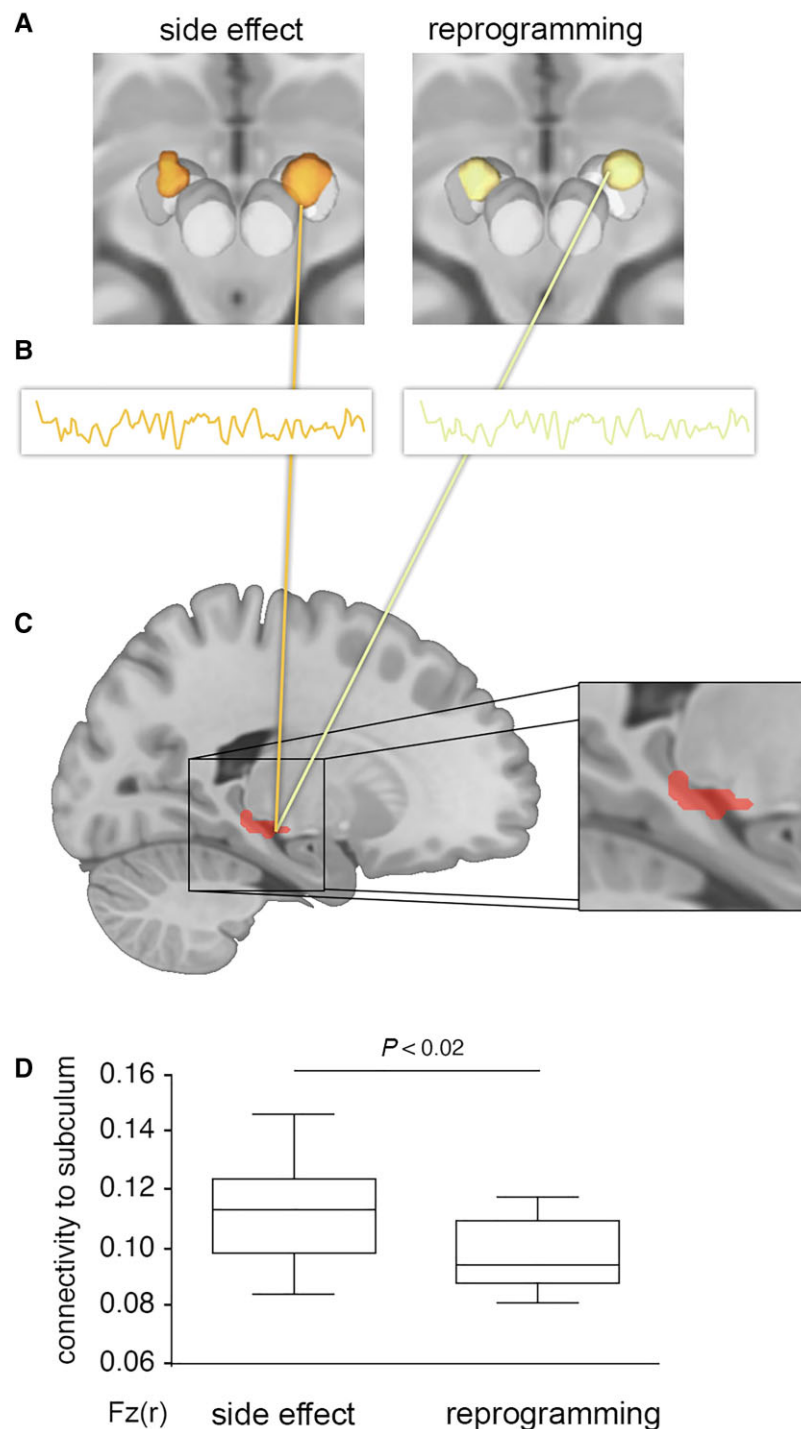 A
side effect reprogramming
B
C
D
P < 0.02
connectivity to subculum
0.16
0.14
0.12
0.10
0.08
0.06
Fz(r) side effect reprogramming